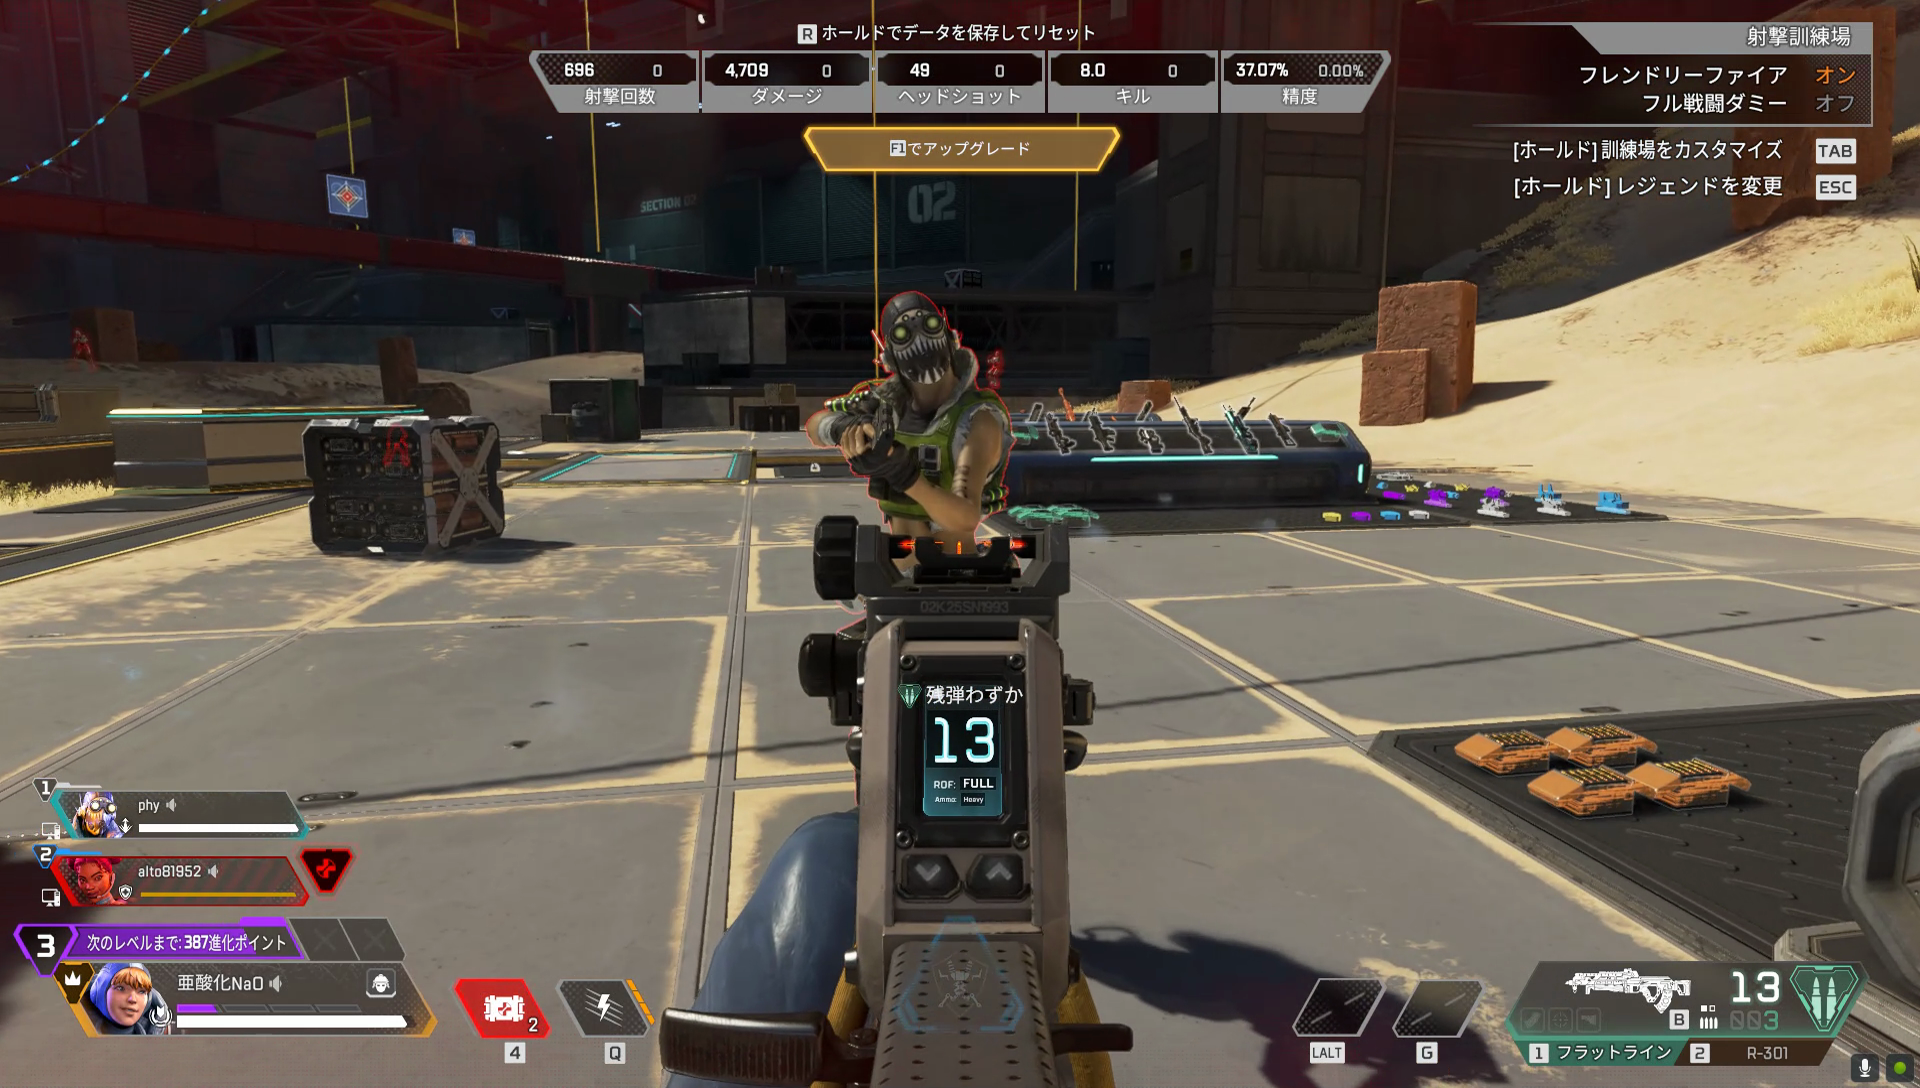 R ホールドでデータを保存してリセット
696 0 4,709 0 49 0 8.0 0 37.07% 0.00%
射撃回数 ダメージ ヘッドショット キル 精度
F1でアップグレード
射撃訓練場
フレンドリーファイア オン
フル戦闘ダミー オフ
[ホールド]訓練場をカスタマイズ TAB
[ホールド]レジェンドを変更 ESC
SECTION 02
02
02K25SN1993
残弾わずか
13
ROF: FULL
Ammo: Heavy
1
phy
2
alto81952
3 次のレベルまで:387進化ポイント
亜酸化NaO
2
4 Q
LALT G
13
B 003
1 フラットライン 2 R-301